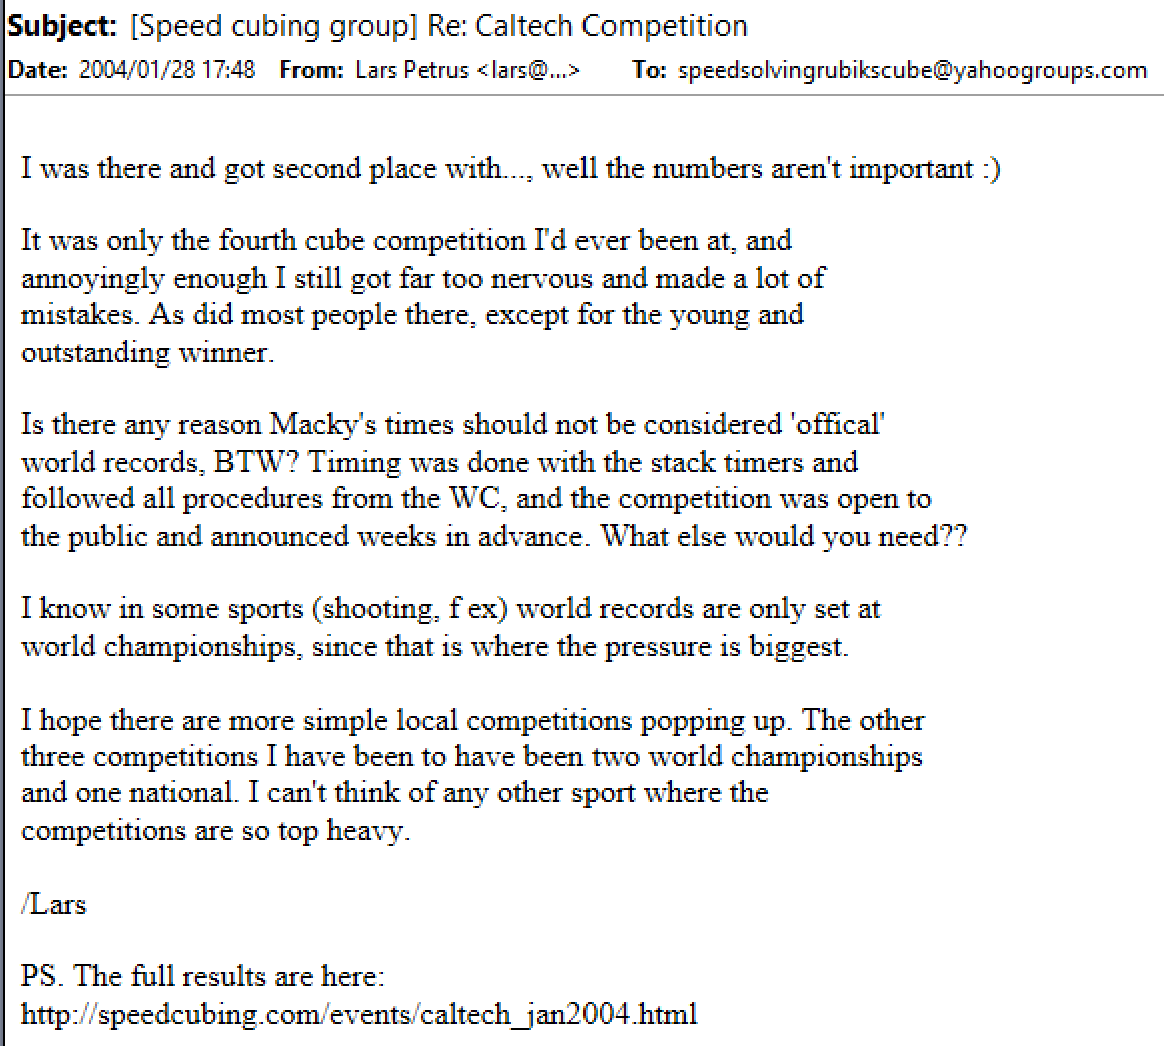 Subject: [Speed cubing group] Re: Caltech Competition
Date: 2004/01/28 17:48 From: Lars Petrus <lars@...> To: speedsolvingrubikscube@yahoogroups.com
I was there and got second place with..., well the numbers aren't important :)
It was only the fourth cube competition I'd ever been at, and
annoyingly enough I still got far too nervous and made a lot of
mistakes. As did most people there, except for the young and
outstanding winner.
Is there any reason Macky's times should not be considered 'offical'
world records, BTW? Timing was done with the stack timers and
followed all procedures from the WC, and the competition was open to
the public and announced weeks in advance. What else would you need??
I know in some sports (shooting, f ex) world records are only set at
world championships, since that is where the pressure is biggest.
I hope there are more simple local competitions popping up. The other
three competitions I have been to have been two world championships
and one national. I can't think of any other sport where the
competitions are so top heavy.
/Lars
PS. The full results are here:
http://speedcubing.com/events/caltech_jan2004.html